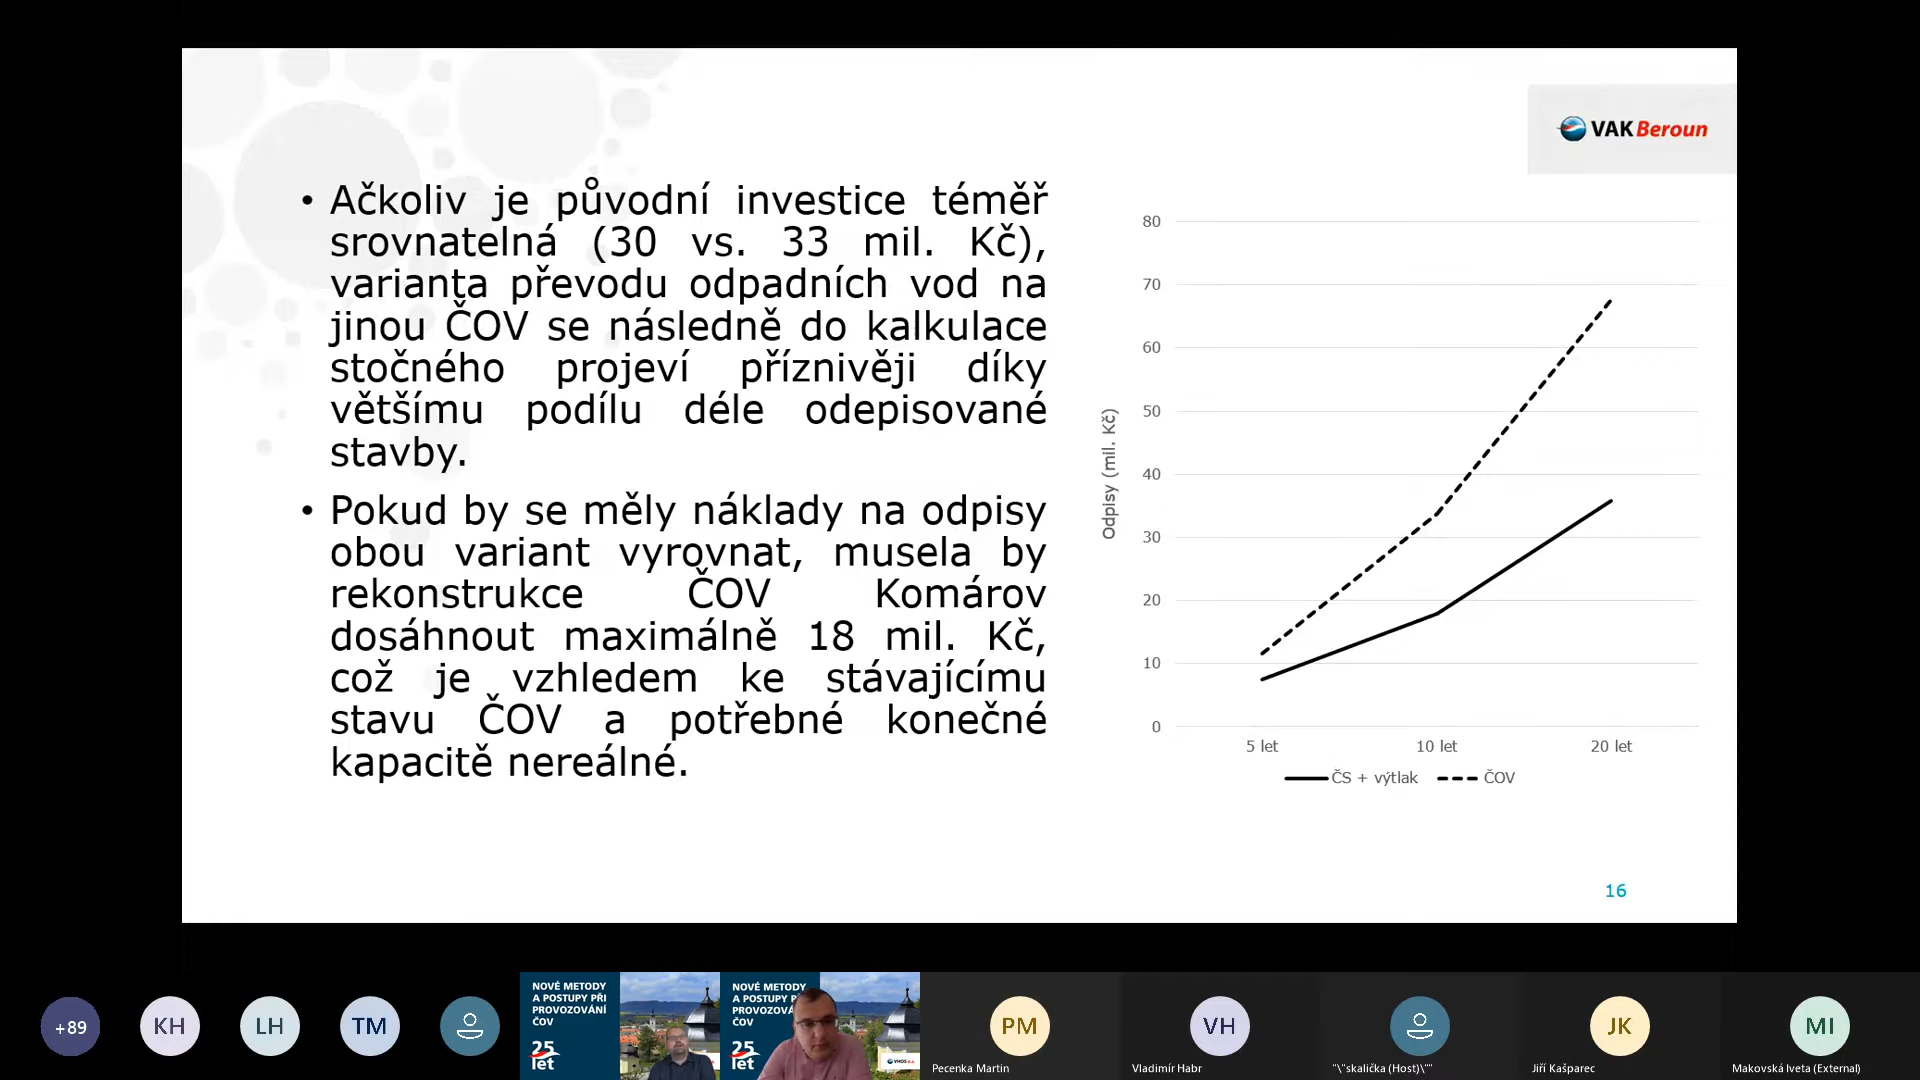 VAK Beroun
• Ačkoliv je původní investice téměř
srovnatelná (30 vs. 33 mil. Kč),
varianta převodu odpadních vod na
jinou ČOV se následně do kalkulace
stočného projeví příznivěji díky
většímu podílu déle odepisované
stavby.
• Pokud by se měly náklady na odpisy
obou variant vyrovnat, musela by
rekonstrukce ČOV Komárov
dosáhnout maximálně 18 mil. Kč,
což je vzhledem ke stávajícímu
stavu ČOV a potřebné konečné
kapacitě nereálné.
Odpisy (mil. Kč)
80
70
60
50
40
30
20
10
0
5 let 10 let 20 let
ČS + výtlak ČOV
16
+89
KH
LH
TM
NOVÉ METODY
A POSTUPY PŘI
PROVOZOVÁNÍ
ČOV
25
let
NOVÉ METODY
A POSTUPY P
PROVOZOV
ČOV
25
let
VHOS a.s.
PM
Pecenka Martin
VH
Vladimír Habr
"\"skalička (Host)\""
JK
Jiří Kašparec
MI
Makovská Iveta (External)